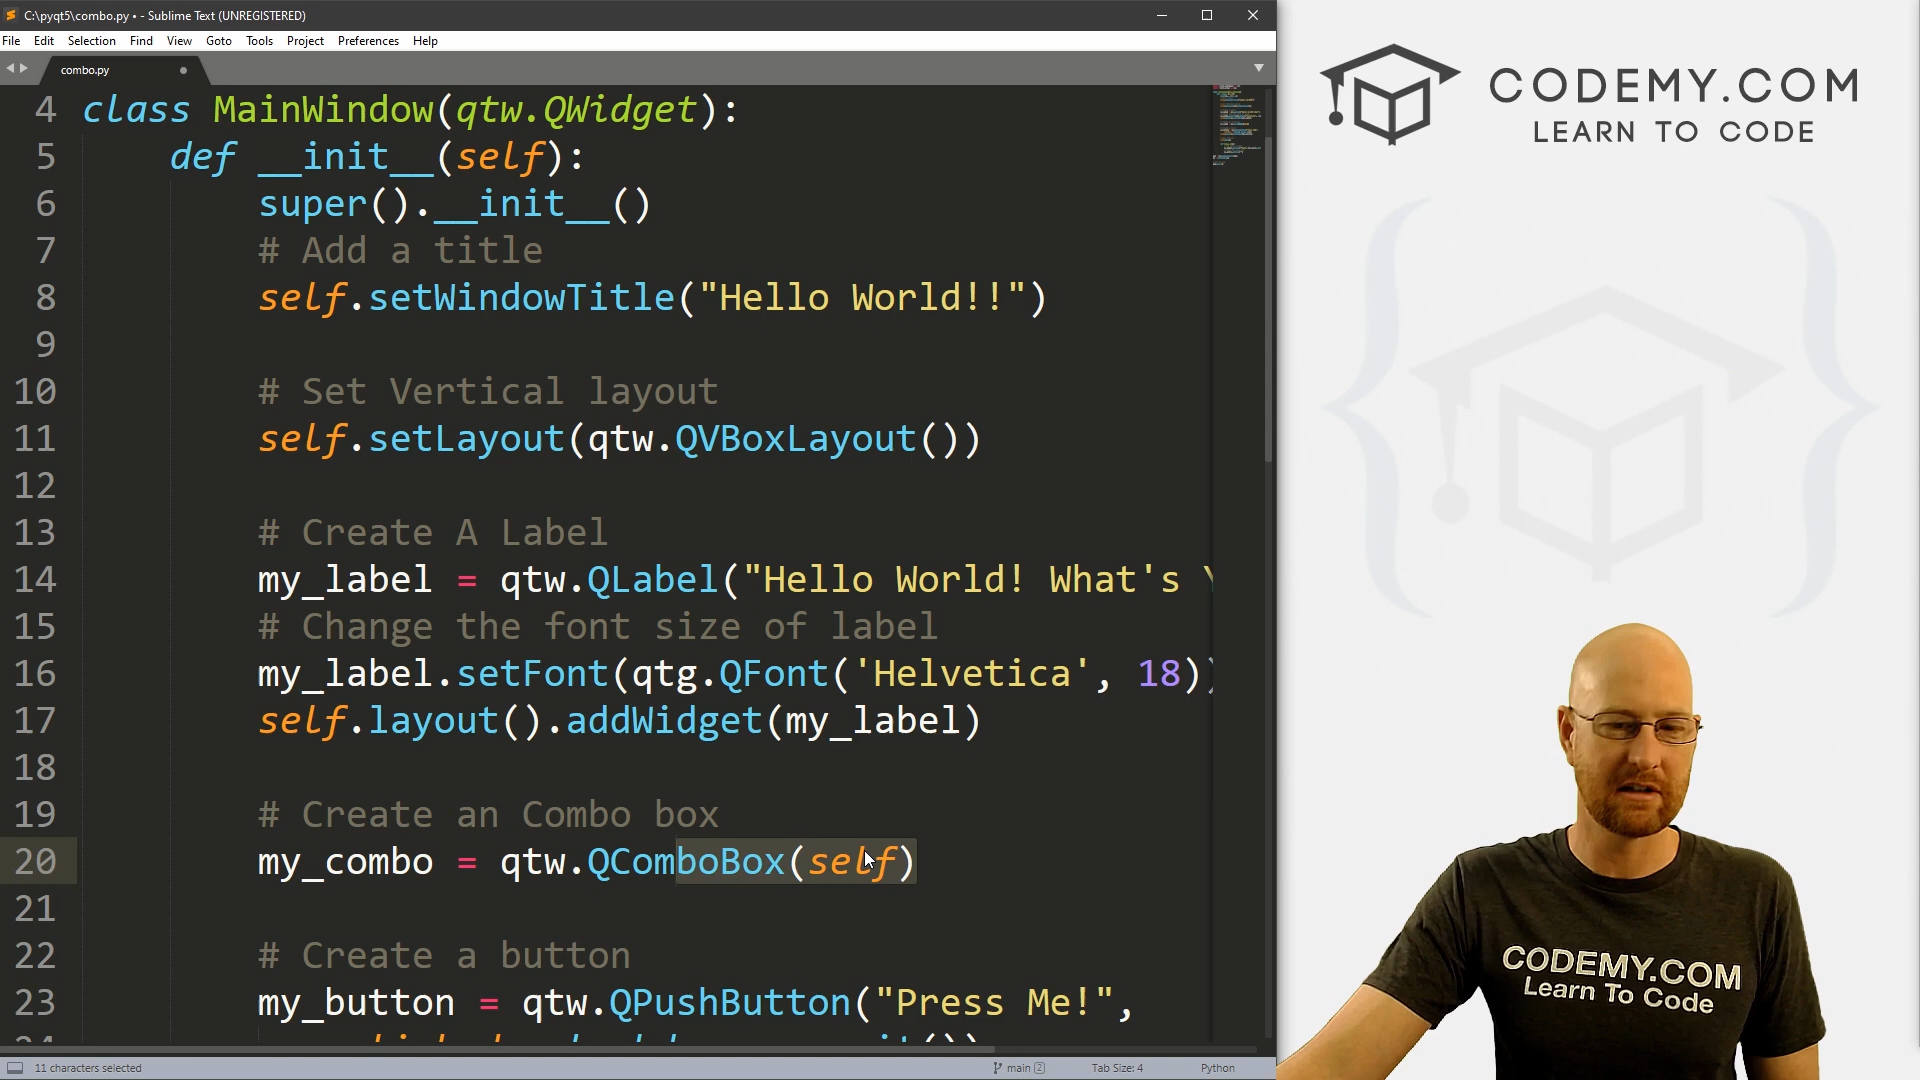 C:\pyqt5\combo.py • - Sublime Text (UNREGISTERED)
File Edit Selection Find View Goto Tools Project Preferences Help
combo.py
4 class MainWindow(qtw.QWidget):
5 def __init__(self):
6 super().__init__()
7 # Add a title
8 self.setWindowTitle("Hello World!!")
9
10 # Set Vertical layout
11 self.setLayout(qtw.QVBoxLayout())
12
13 # Create A Label
14 my_label = qtw.QLabel("Hello World! What's
15 # Change the font size of label
16 my_label.setFont(qtg.QFont('Helvetica', 18))
17 self.layout().addWidget(my_label)
18
19 # Create an Combo box
20 my_combo = qtw.QComboBox(self)
21
22 # Create a button
23 my_button = qtw.QPushButton("Press Me!",
11 characters selected
main 2
Tab Size: 4
Python
CODEMY.COM
LEARN TO CODE
CODEMY.COM
Learn To Code